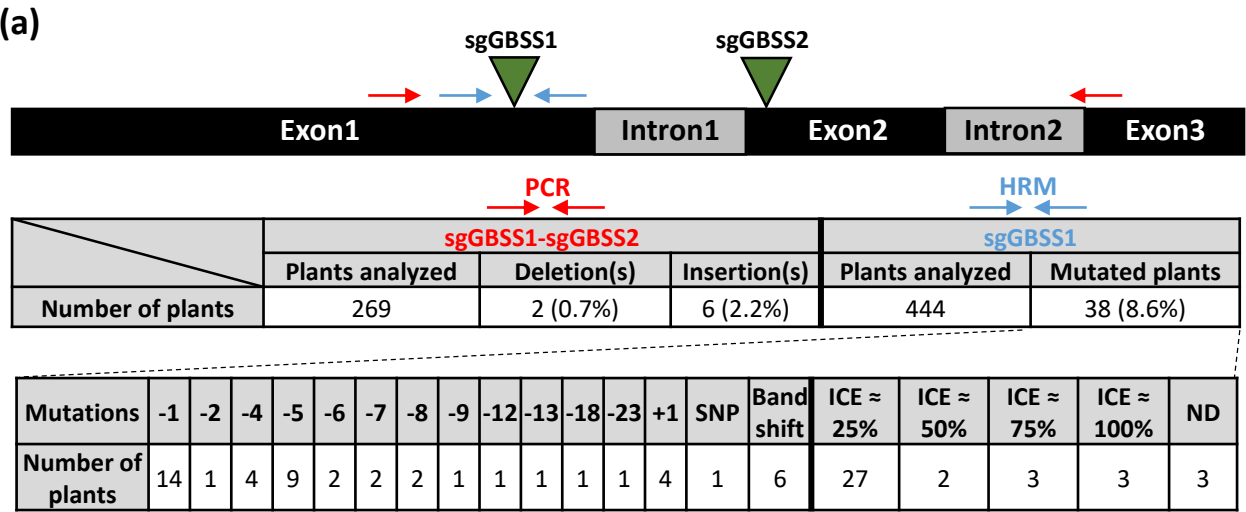 (a)
sgGBSS1 sgGBSS2
Exon1 Intron1 Exon2 Intron2 Exon3
PCR HRM
sgGBSS1-sgGBSS2 sgGBSS1
Plants analyzed Deletion(s) Insertion(s) Plants analyzed Mutated plants
Number of plants 269 2 (0.7%) 6 (2.2%) 444 38 (8.6%)
Mutations -1 -2 -4 -5 -6 -7 -8 -9 -12 -13 -18 -23 +1 SNP Band shift ICE ≈ 25% ICE ≈ 50% ICE ≈ 75% ICE ≈ 100% ND
Number of plants 14 1 4 9 2 2 2 1 1 1 1 1 4 1 6 27 2 3 3 3